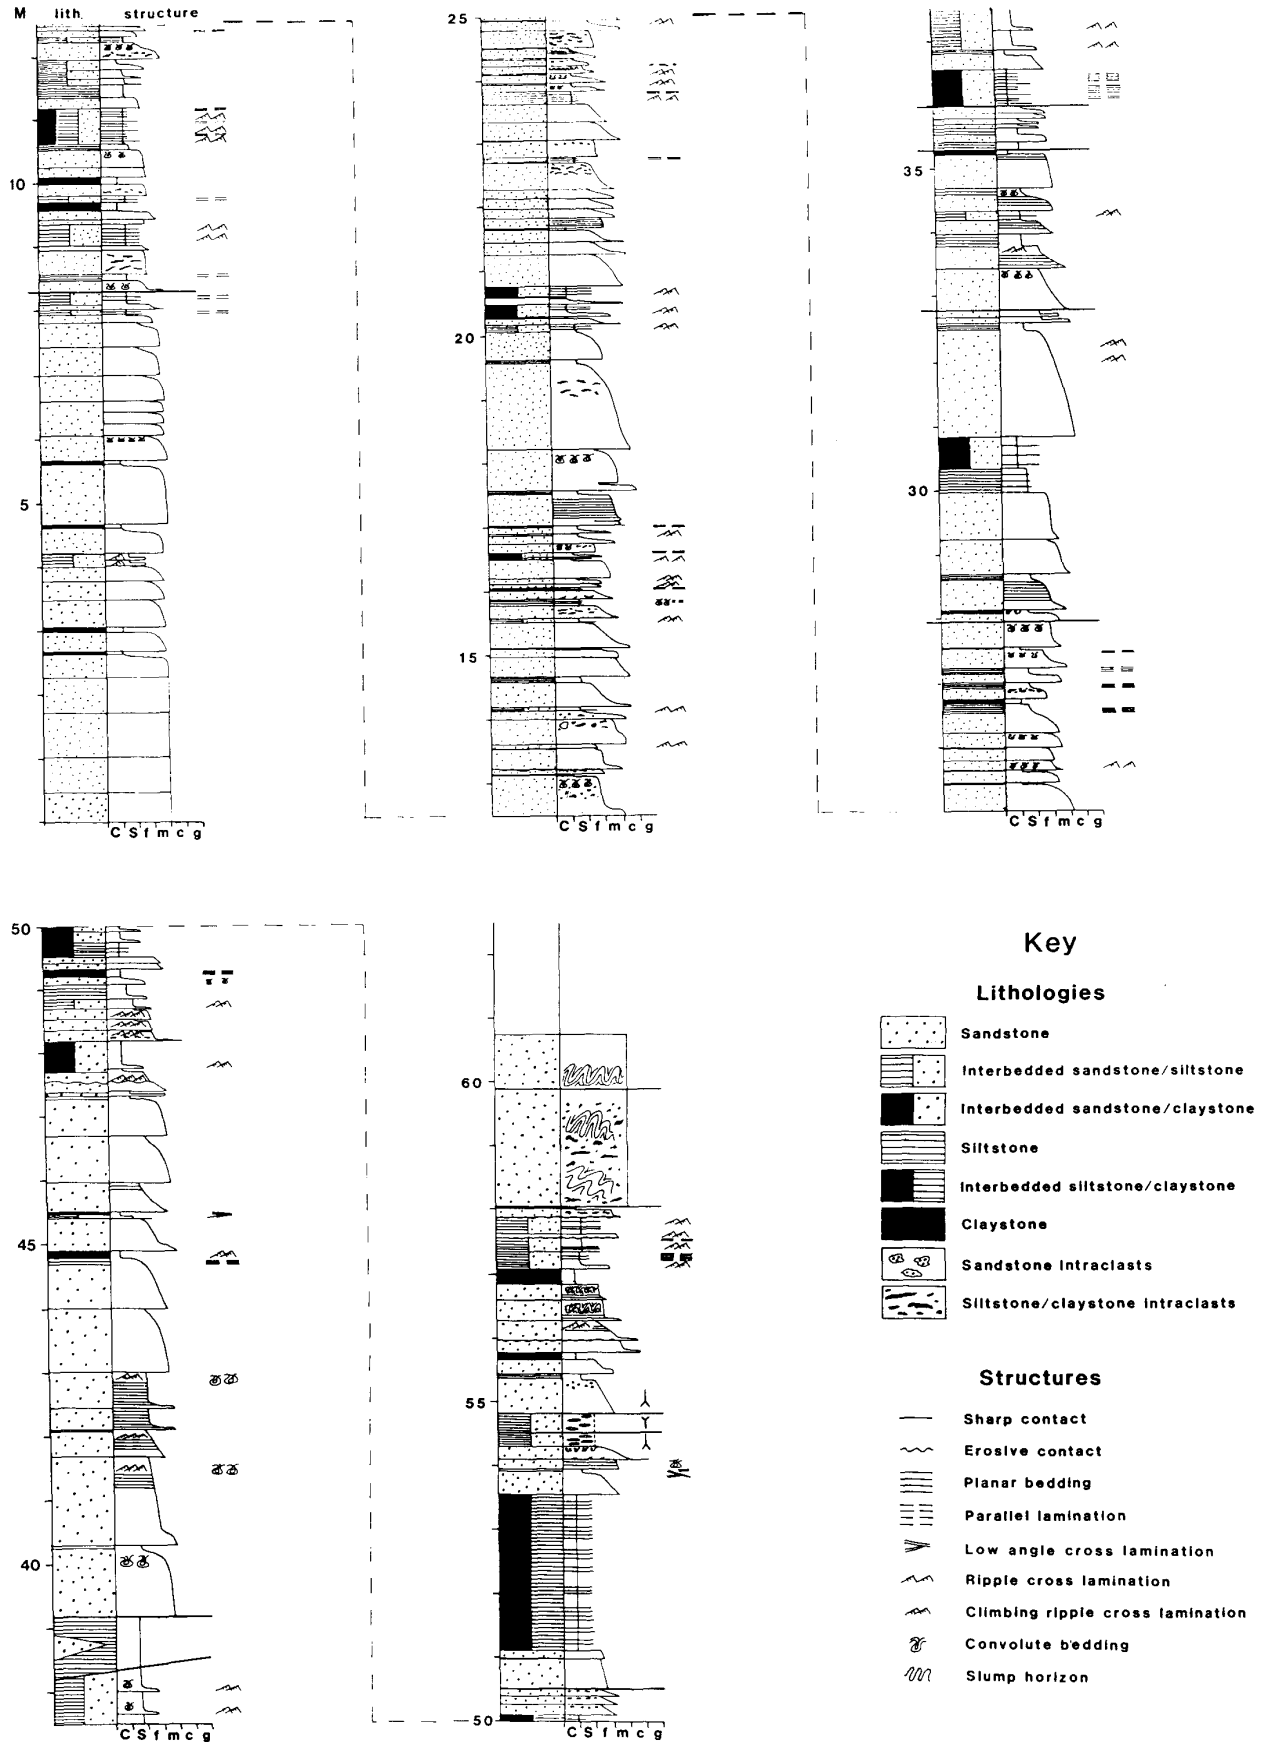 M lith. structure
10
5
C S f m c g
25
20
15
C S f m c g
35
30
C S f m c g
50
45
40
C S f m c g
60
55
50
C S f m c g
Key
Lithologies
Sandstone
Interbedded sandstone/siltstone
Interbedded sandstone/claystone
Siltstone
Interbedded siltstone/claystone
Claystone
Sandstone intraclasts
Siltstone/claystone intraclasts
Structures
Sharp contact
Erosive contact
Planar bedding
Parallel lamination
Low angle cross lamination
Ripple cross lamination
Climbing ripple cross lamination
Convolute bedding
Slump horizon